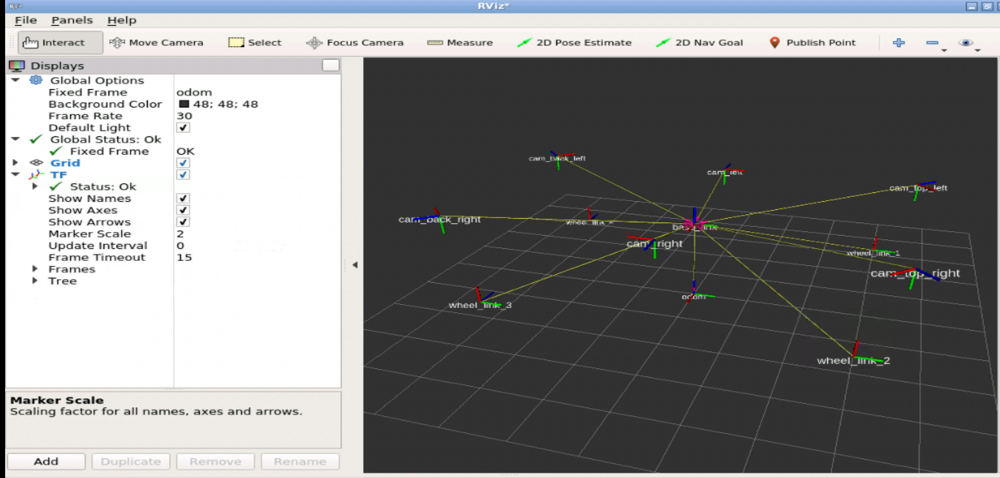 RViz
RViz*
File Panels Help
Interact Move Camera Select Focus Camera Measure 2D Pose Estimate 2D Nav Goal Publish Point
Displays
Global Options
Fixed Frame odom
Background Color 48; 48; 48
Frame Rate 30
Default Light
Global Status: Ok
Fixed Frame OK
Grid
TF
Status: Ok
Show Names
Show Axes
Show Arrows
Marker Scale 2
Update Interval 0
Frame Timeout 15
Frames
Tree
Marker Scale
Scaling factor for all names, axes and arrows.
Add Duplicate Remove Rename
cam_back_left
cam_left
cam_top_left
cam_back_right
base_link
cam_right
wheel_link_1
cam_top_right
odom
wheel_link_3
wheel_link_2